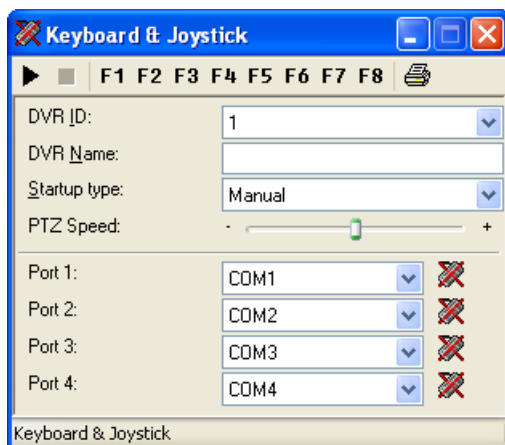 Keyboard & Joystick
F1 F2 F3 F4 F5 F6 F7 F8
DVR ID: 1
DVR Name:
Startup type: Manual
PTZ Speed: - +
Port 1: COM1
Port 2: COM2
Port 3: COM3
Port 4: COM4
Keyboard & Joystick